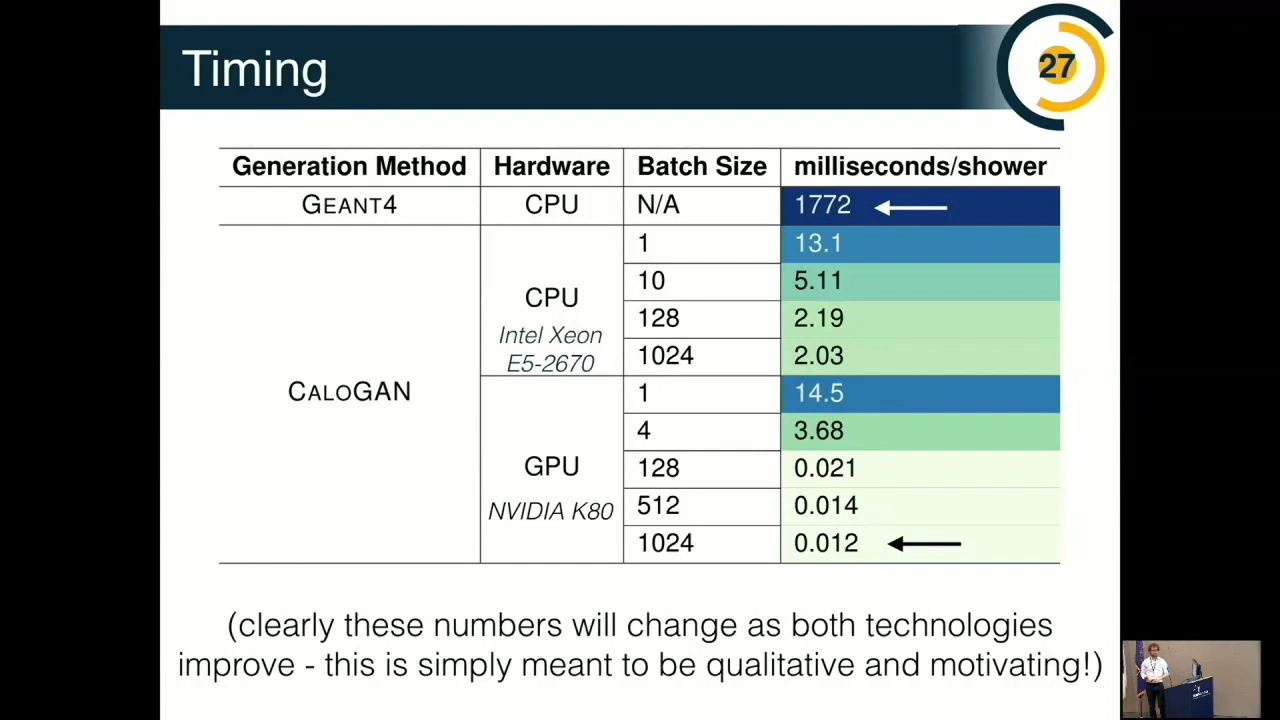 Timing
27
Generation Method Hardware Batch Size milliseconds/shower
GEANT4 CPU N/A 1772
CALOGAN
CPU
Intel Xeon
E5-2670
1 13.1
10 5.11
128 2.19
1024 2.03
GPU
NVIDIA K80
1 14.5
4 3.68
128 0.021
512 0.014
1024 0.012
(clearly these numbers will change as both technologies
improve - this is simply meant to be qualitative and motivating!)